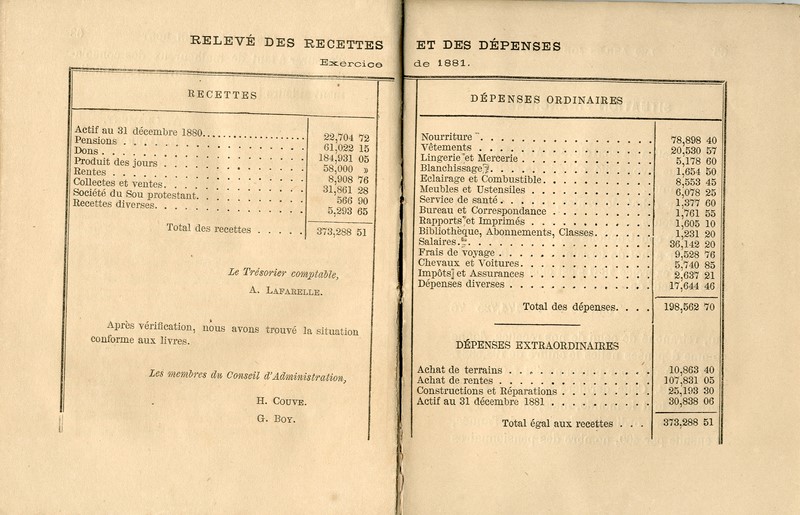 RELEVÉ DES RECETTES
Exercice
RECETTES
Actif au 31 décembre 1880 22,704 72
Pensions 61,022 15
Dons 184,931 05
Produit des jours 58,000 »
Rentes 8,908 76
Collectes et ventes 31,861 28
Société du Sou protestant 566 90
Recettes diverses 5,293 65
Total des recettes 373,288 51
Le Trésorier comptable,
A. LAFARELLE.
Après vérification, nous avons trouvé la situation
conforme aux livres.
Les membres du Conseil d'Administration,
H. COUVE.
G. BOY.
ET DES DÉPENSES
de 1881.
DÉPENSES ORDINAIRES
Nourriture 78,898 40
Vêtements 20,530 57
Lingerie et Mercerie 5,178 60
Blanchissage 1,654 50
Eclairage et Combustible 8,553 45
Meubles et Ustensiles 6,078 25
Service de santé 1,377 60
Bureau et Correspondance 1,761 55
Rapports et Imprimés 1,605 10
Bibliothèque, Abonnements, Classes 1,231 20
Salaires 36,142 20
Frais de voyage 9,528 76
Chevaux et Voitures 5,740 85
Impôts et Assurances 2,637 21
Dépenses diverses 17,644 46
Total des dépenses 198,562 70
DÉPENSES EXTRAORDINAIRES
Achat de terrains 10,863 40
Achat de rentes 107,831 05
Constructions et Réparations 25,193 30
Actif au 31 décembre 1881 30,838 06
Total égal aux recettes 373,288 51